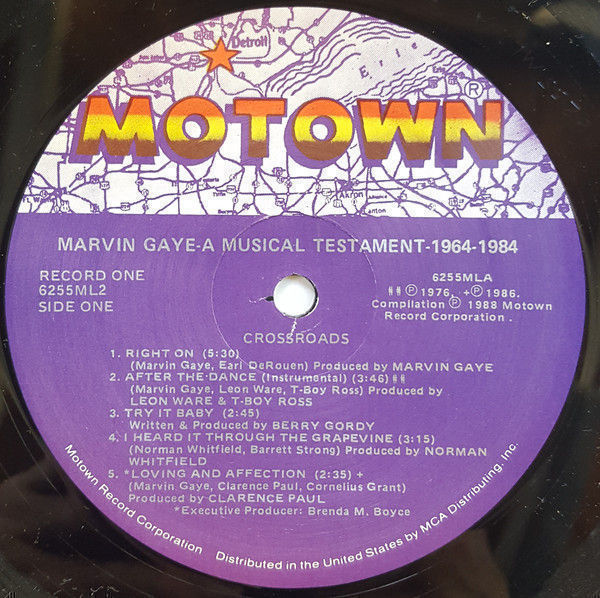 Detroit
Erie
MOTOWN®
Akron
Canton
MARVIN GAYE-A MUSICAL TESTAMENT-1964-1984
RECORD ONE
6255ML2
SIDE ONE
6255MLA
⌗⌗ ℗ 1976, +℗ 1986.
Compilation ℗ 1988 Motown
Record Corporation.
CROSSROADS
1. RIGHT ON (5:30)
(Marvin Gaye, Earl DeRouen) Produced by MARVIN GAYE
2. AFTER THE DANCE (Instrumental) (3:46) ⌗⌗
(Marvin Gaye, Leon Ware, T-Boy Ross) Produced by
LEON WARE & T-BOY ROSS
3. TRY IT BABY (2:45)
Written & Produced by BERRY GORDY
4. I HEARD IT THROUGH THE GRAPEVINE (3:15)
(Norman Whitfield, Barrett Strong) Produced by NORMAN
WHITFIELD
5. *LOVING AND AFFECTION (2:35) +
(Marvin Gaye, Clarence Paul, Cornelius Grant)
Produced by CLARENCE PAUL
*Executive Producer: Brenda M. Boyce
Motown Record Corporation Distributed in the United States by MCA Distributing, Inc.